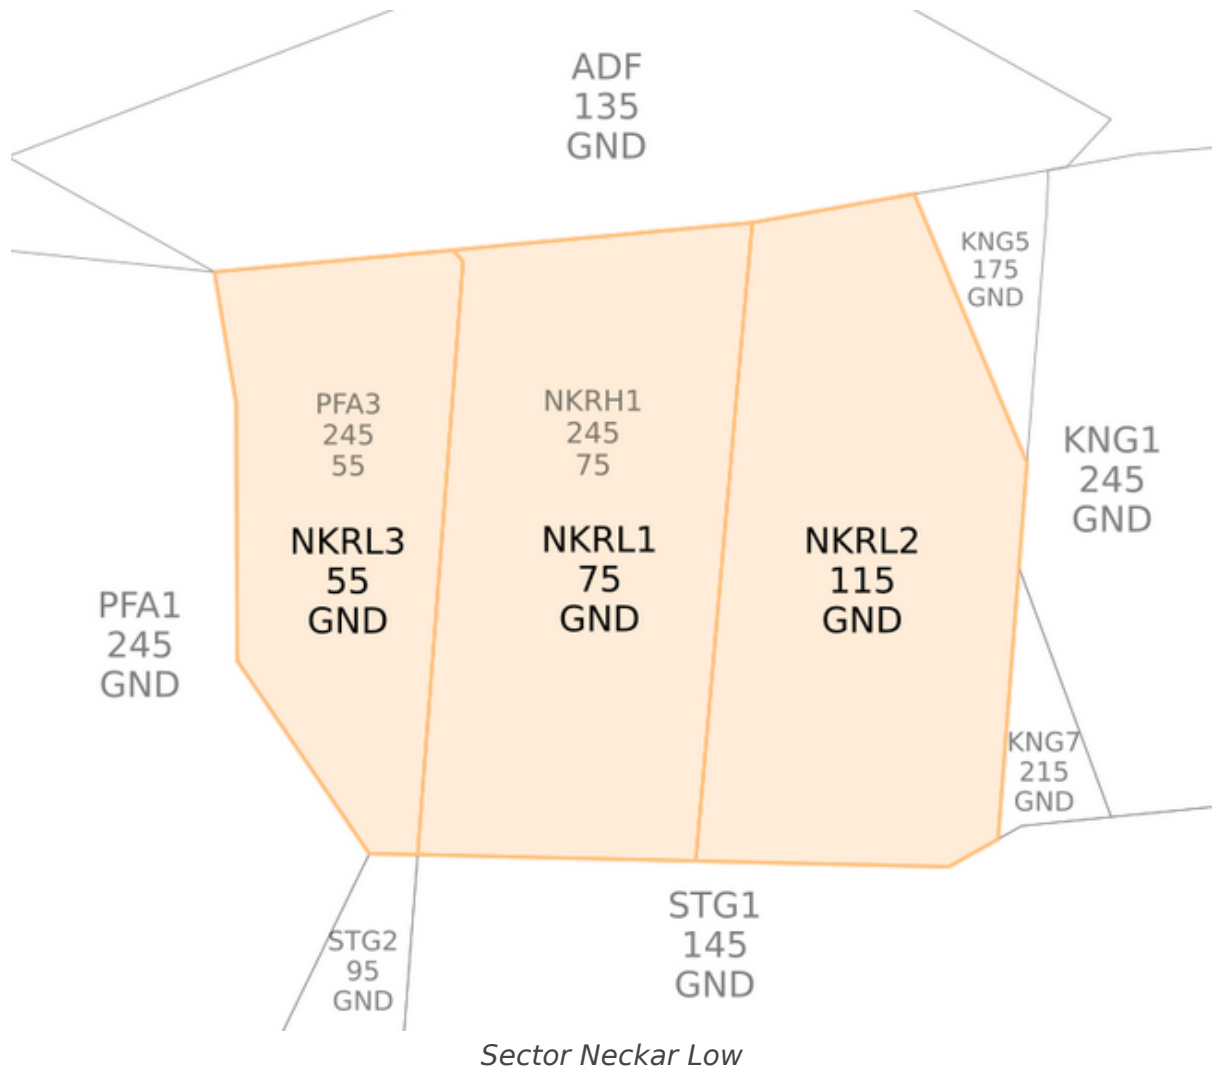 ADF
135
GND
KNG5
175
GND
PFA3
245
55
NKRH1
245
75
KNG1
245
GND
NKRL3
55
GND
NKRL1
75
GND
NKRL2
115
GND
PFA1
245
GND
KNG7
215
GND
STG1
145
GND
STG2
95
GND
Sector Neckar Low